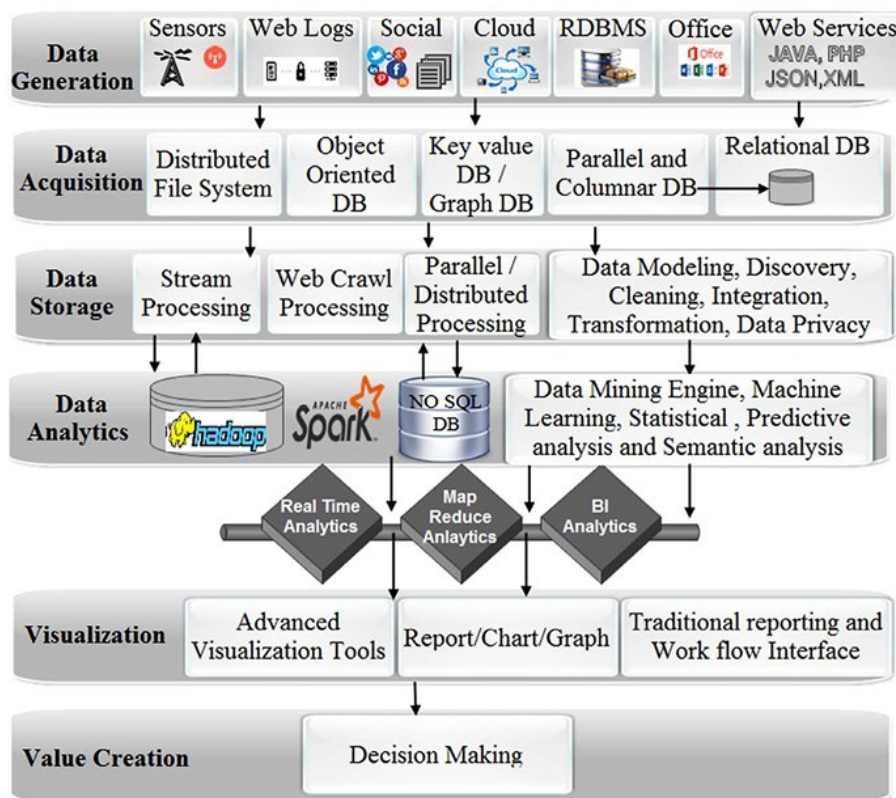 Data
Generation
Sensors
Web Logs
Social
Cloud
Cloud
RDBMS
Office
Office
Web Services
JAVA, PHP
JSON,XML
Data
Acquisition
Distributed
File System
Object
Oriented
DB
Key value
DB /
Graph DB
Parallel and
Columnar DB
Relational DB
Data
Storage
Stream
Processing
Web Crawl
Processing
Parallel /
Distributed
Processing
Data Modeling, Discovery,
Cleaning, Integration,
Transformation, Data Privacy
Data
Analytics
hadoop
APACHE
Spark
NO SQL
DB
Data Mining Engine, Machine
Learning, Statistical , Predictive
analysis and Semantic analysis
Real Time
Analytics
Map
Reduce
Anlaytics
BI
Analytics
Visualization
Advanced
Visualization Tools
Report/Chart/Graph
Traditional reporting and
Work flow Interface
Value Creation
Decision Making